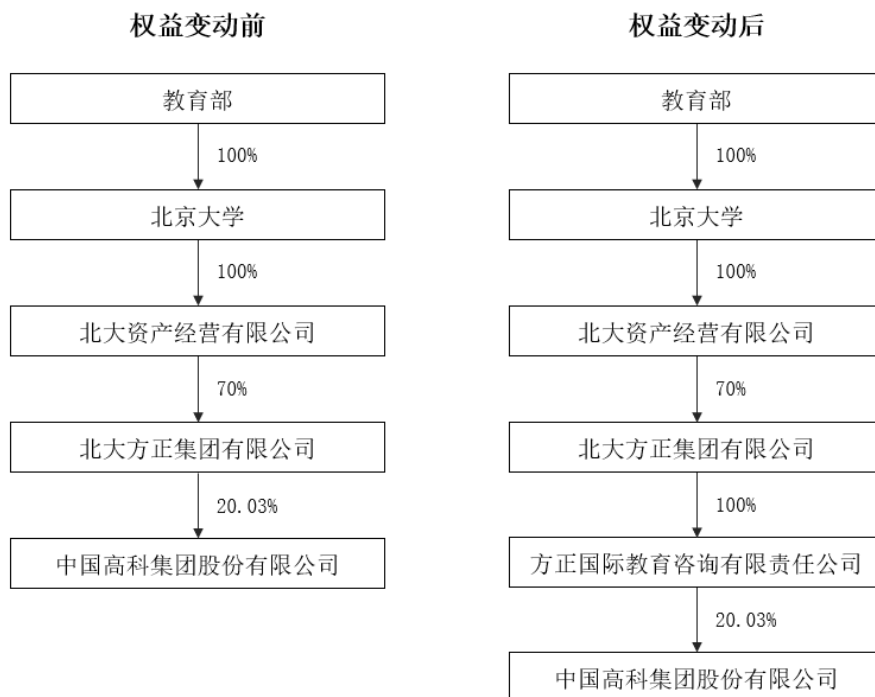 权益变动前
教育部
100%
北京大学
100%
北大资产经营有限公司
70%
北大方正集团有限公司
20.03%
中国高科集团股份有限公司
权益变动后
教育部
100%
北京大学
100%
北大资产经营有限公司
70%
北大方正集团有限公司
100%
方正国际教育咨询有限责任公司
20.03%
中国高科集团股份有限公司